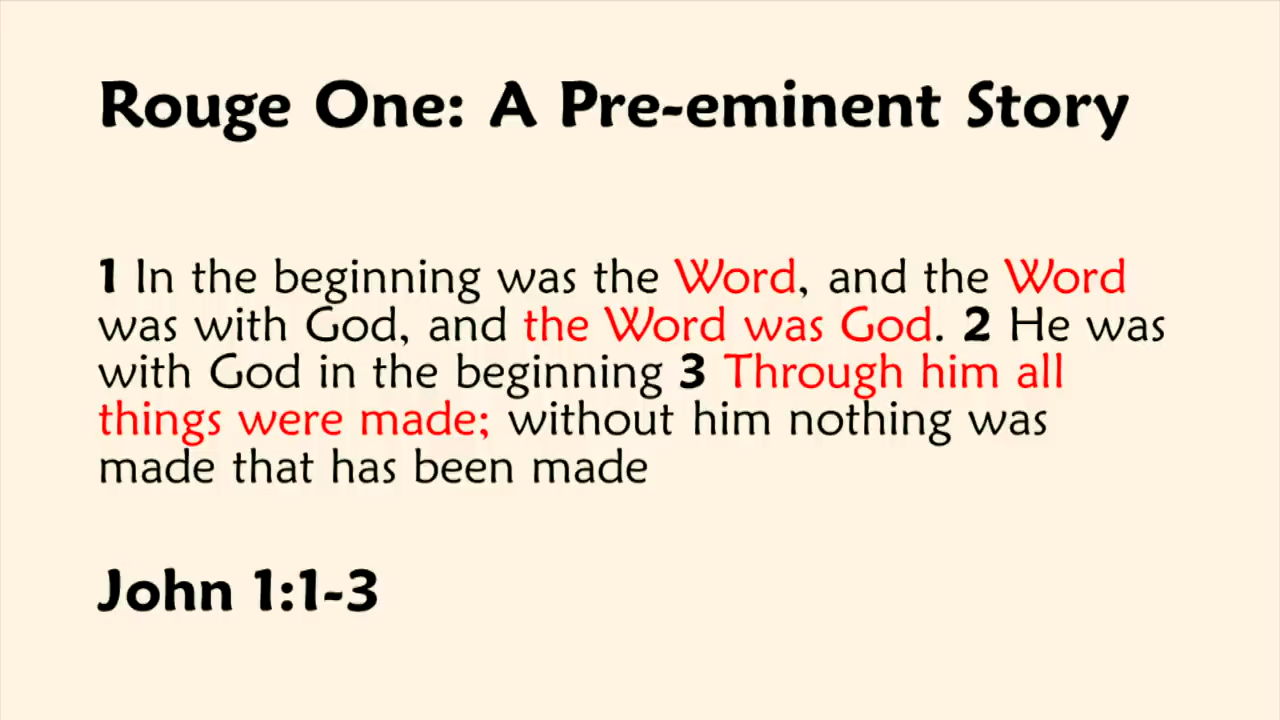 Rouge One: A Pre-eminent Story
1 In the beginning was the Word, and the Word
was with God, and the Word was God. 2 He was
with God in the beginning 3 Through him all
things were made; without him nothing was
made that has been made
John 1:1-3